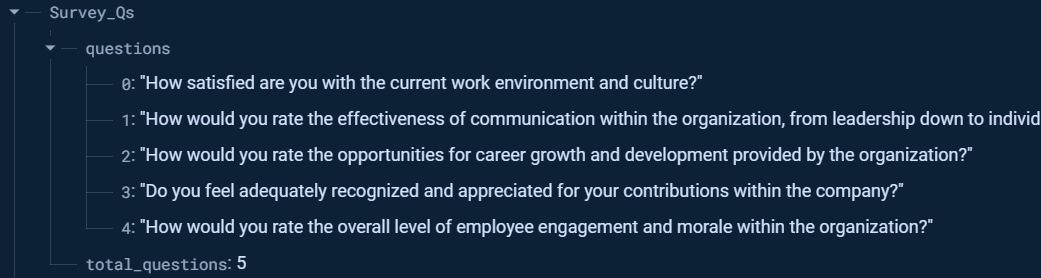 Survey_Qs
questions
0: "How satisfied are you with the current work environment and culture?"
1: "How would you rate the effectiveness of communication within the organization, from leadership down to individ
2: "How would you rate the opportunities for career growth and development provided by the organization?"
3: "Do you feel adequately recognized and appreciated for your contributions within the company?"
4: "How would you rate the overall level of employee engagement and morale within the organization?"
total_questions: 5